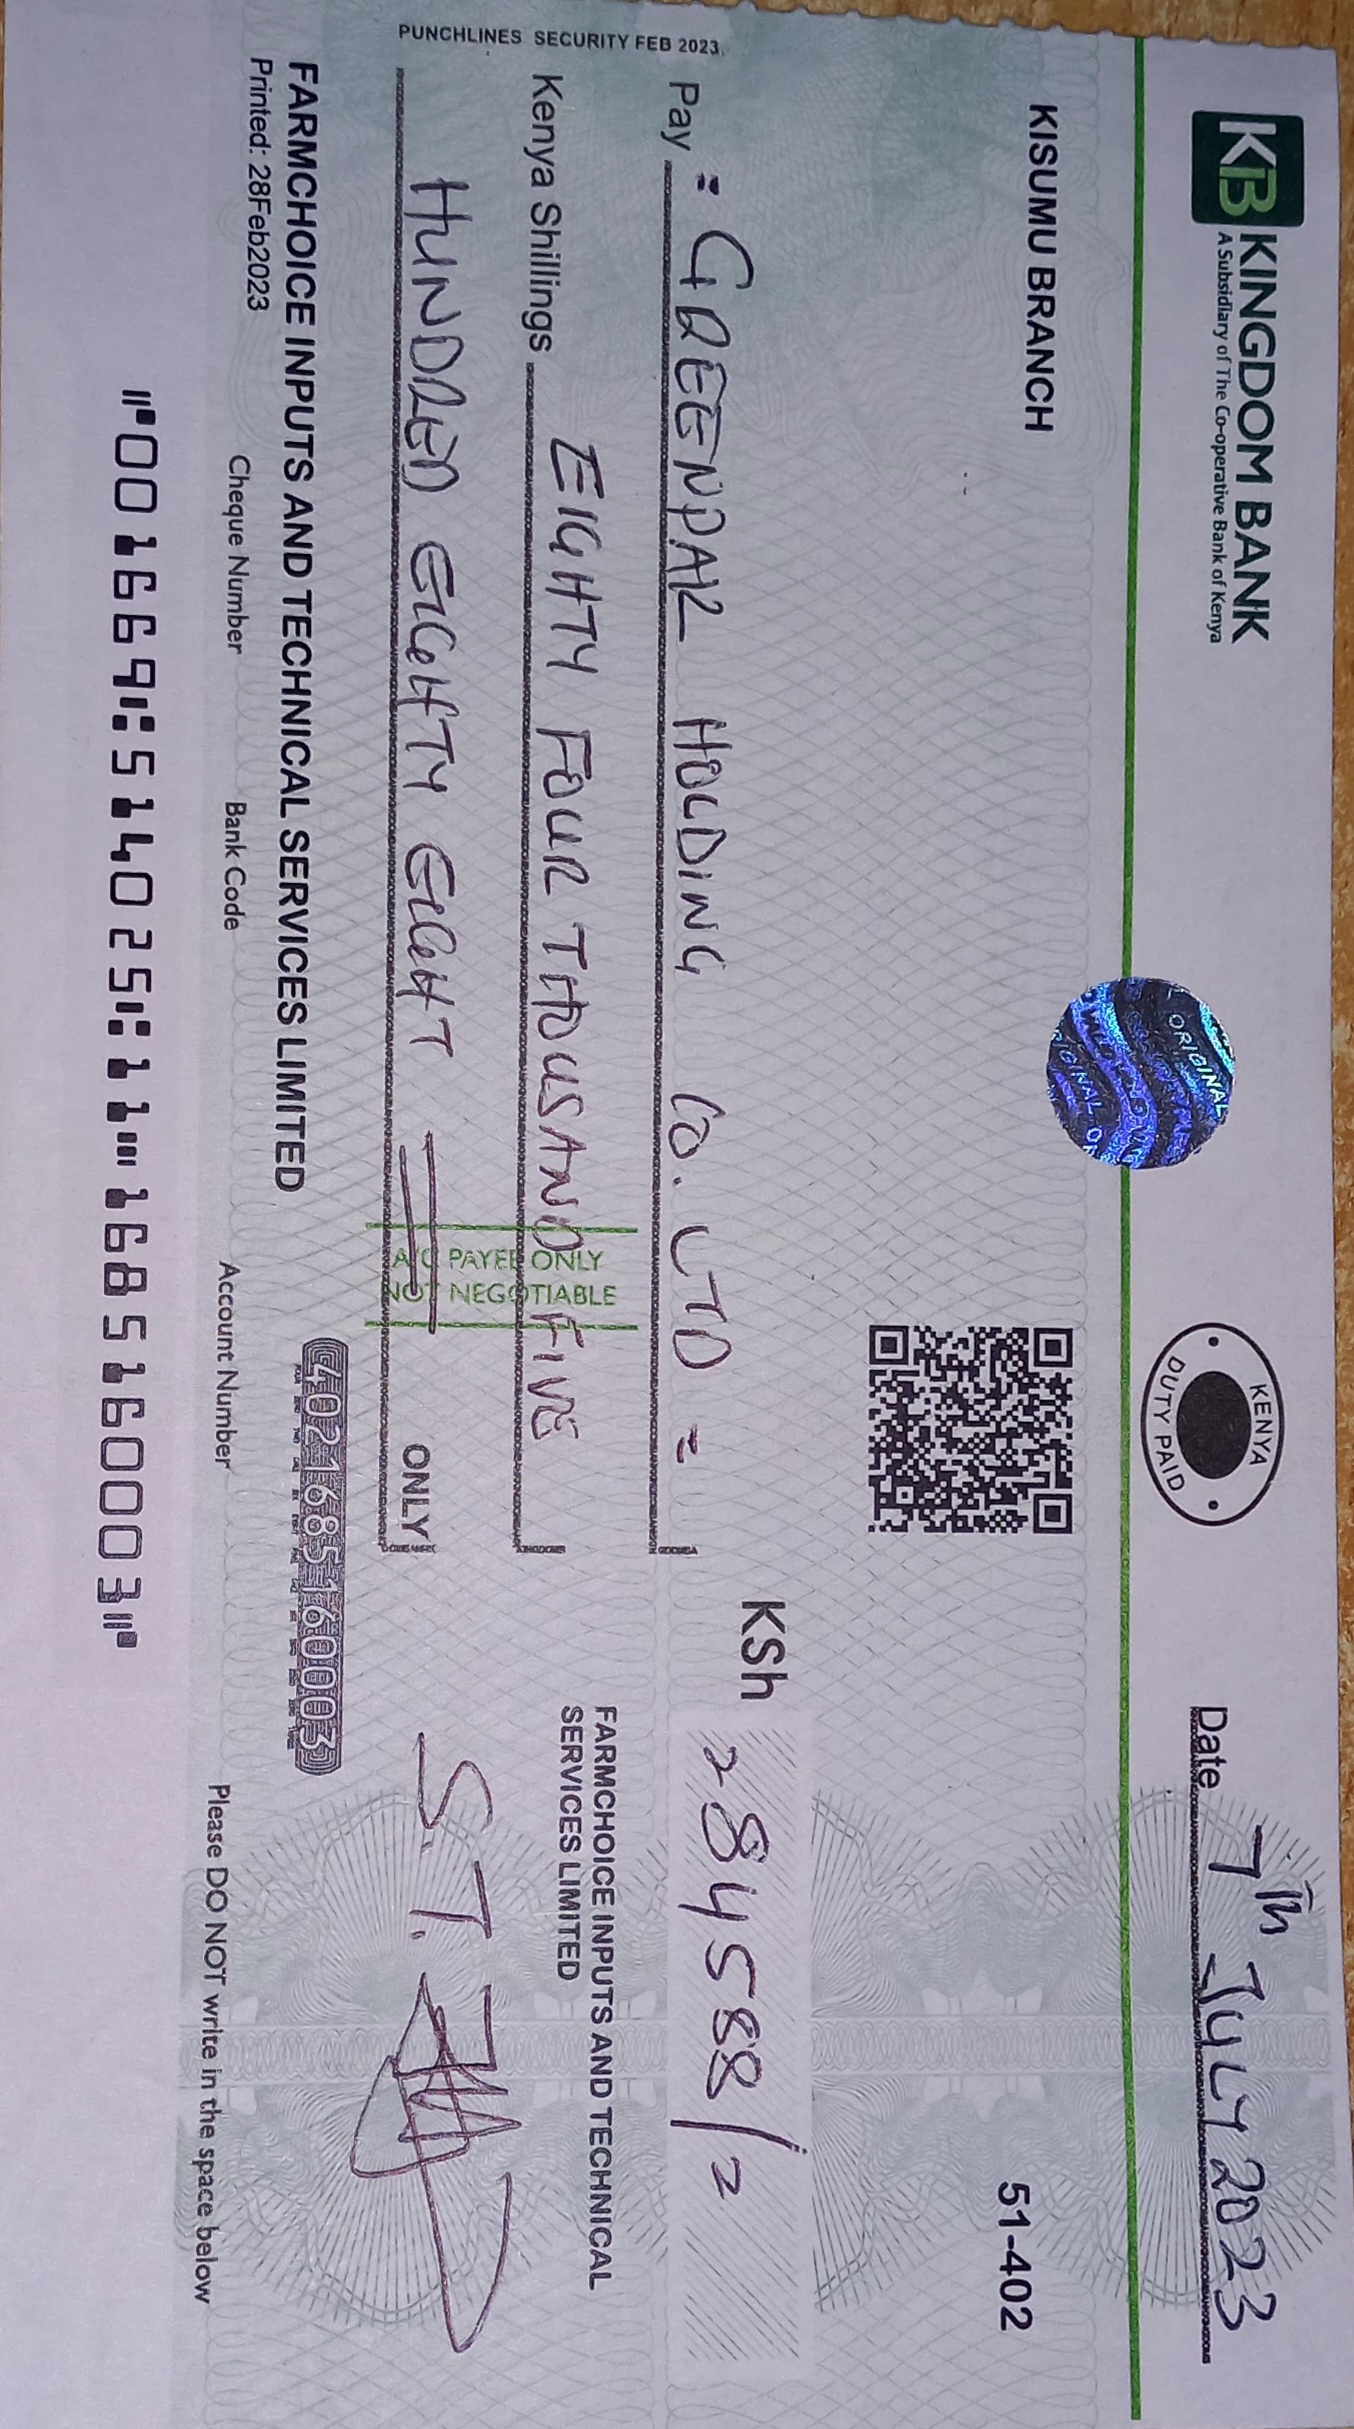 KB KINGDOM BANK
A Subsidiary of The Co-operative Bank of Kenya
KENYA
DUTY PAID
Date 7Th JULY 2023
ORIGINAL
KISUMU BRANCH
51-402
Pay = GREENPAK HOLDING CO. LTD =
KSh 284588/=
Kenya Shillings EIGHTY FOUR THOUSAND FIVE
FARMCHOICE INPUTS AND TECHNICAL
SERVICES LIMITED
HUNDRED EIGHTY EIGHT ONLY
A/C PAYEE ONLY
NOT NEGOTIABLE
S.T.
PUNCHLINES SECURITY FEB 2023
4021685160003
FARMCHOICE INPUTS AND TECHNICAL SERVICES LIMITED
Printed: 28Feb2023
Cheque Number Bank Code Account Number Please DO NOT write in the space below
⑈001669⑆514025⑆11⑈1685160003⑈